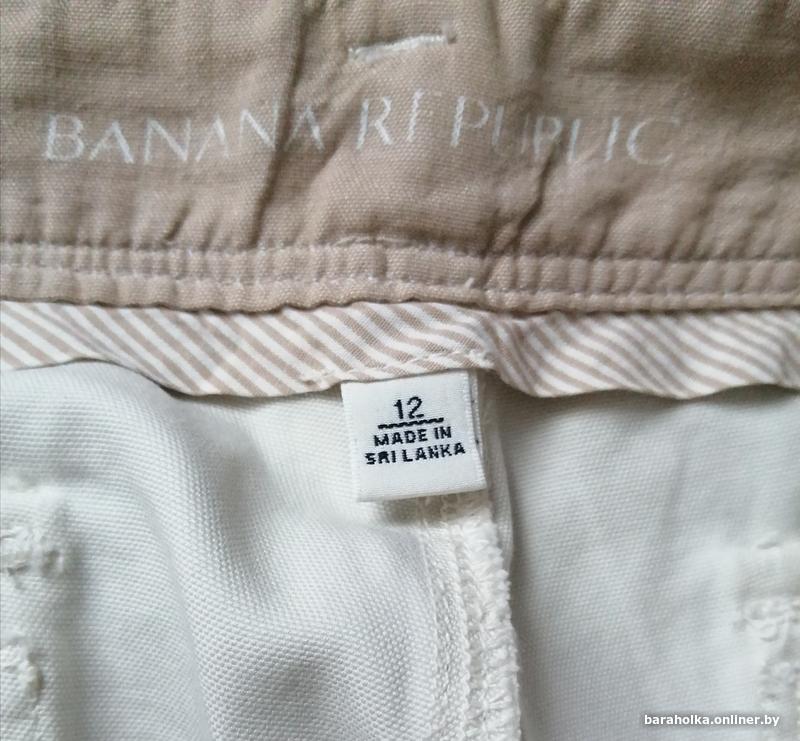 BANANA REPUBLIC
12
MADE IN
SRI LANKA
baraholka.onliner.by